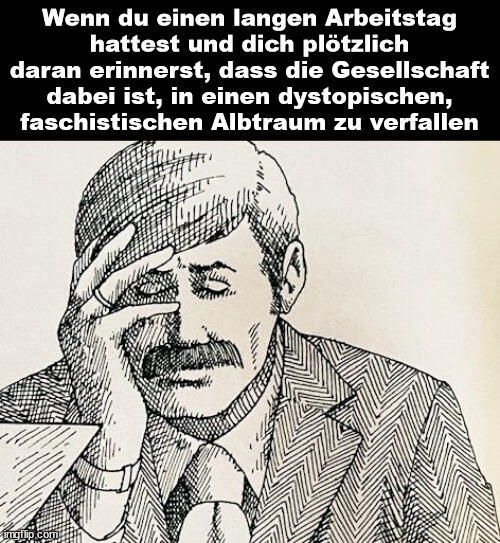 Wenn du einen langen Arbeitstag
hattest und dich plötzlich
daran erinnerst, dass die Gesellschaft
dabei ist, in einen dystopischen,
faschistischen Albtraum zu verfallen
imgflip.com